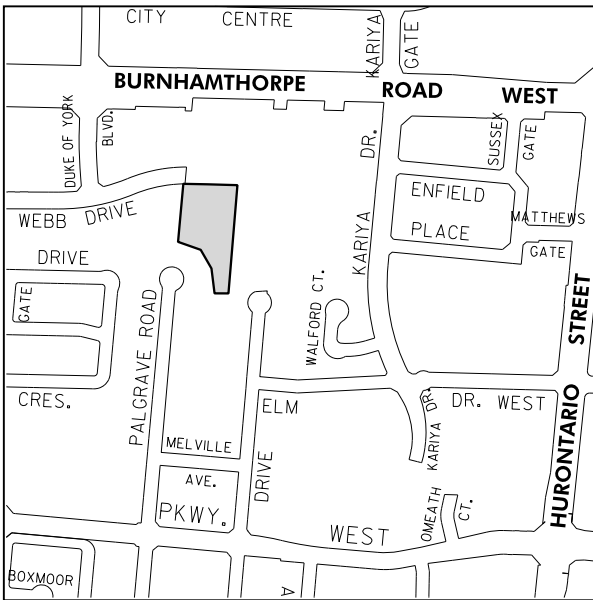 CITY CENTRE
KARIYA
GATE
BURNHAMTHORPE ROAD WEST
DUKE OF YORK
BLVD.
KARIYA DR.
SUSSEX
GATE
ENFIELD
PLACE
MATTHEWS
GATE
WEBB DRIVE
DRIVE
GATE
CRES.
PALGRAVE ROAD
WALFORD CT.
HURONTARIO STREET
ELM
DRIVE
KARIYA DR.
DR. WEST
MELVILLE
AVE.
PKWY.
WEST
OMEATH
CT.
BOXMOOR
A